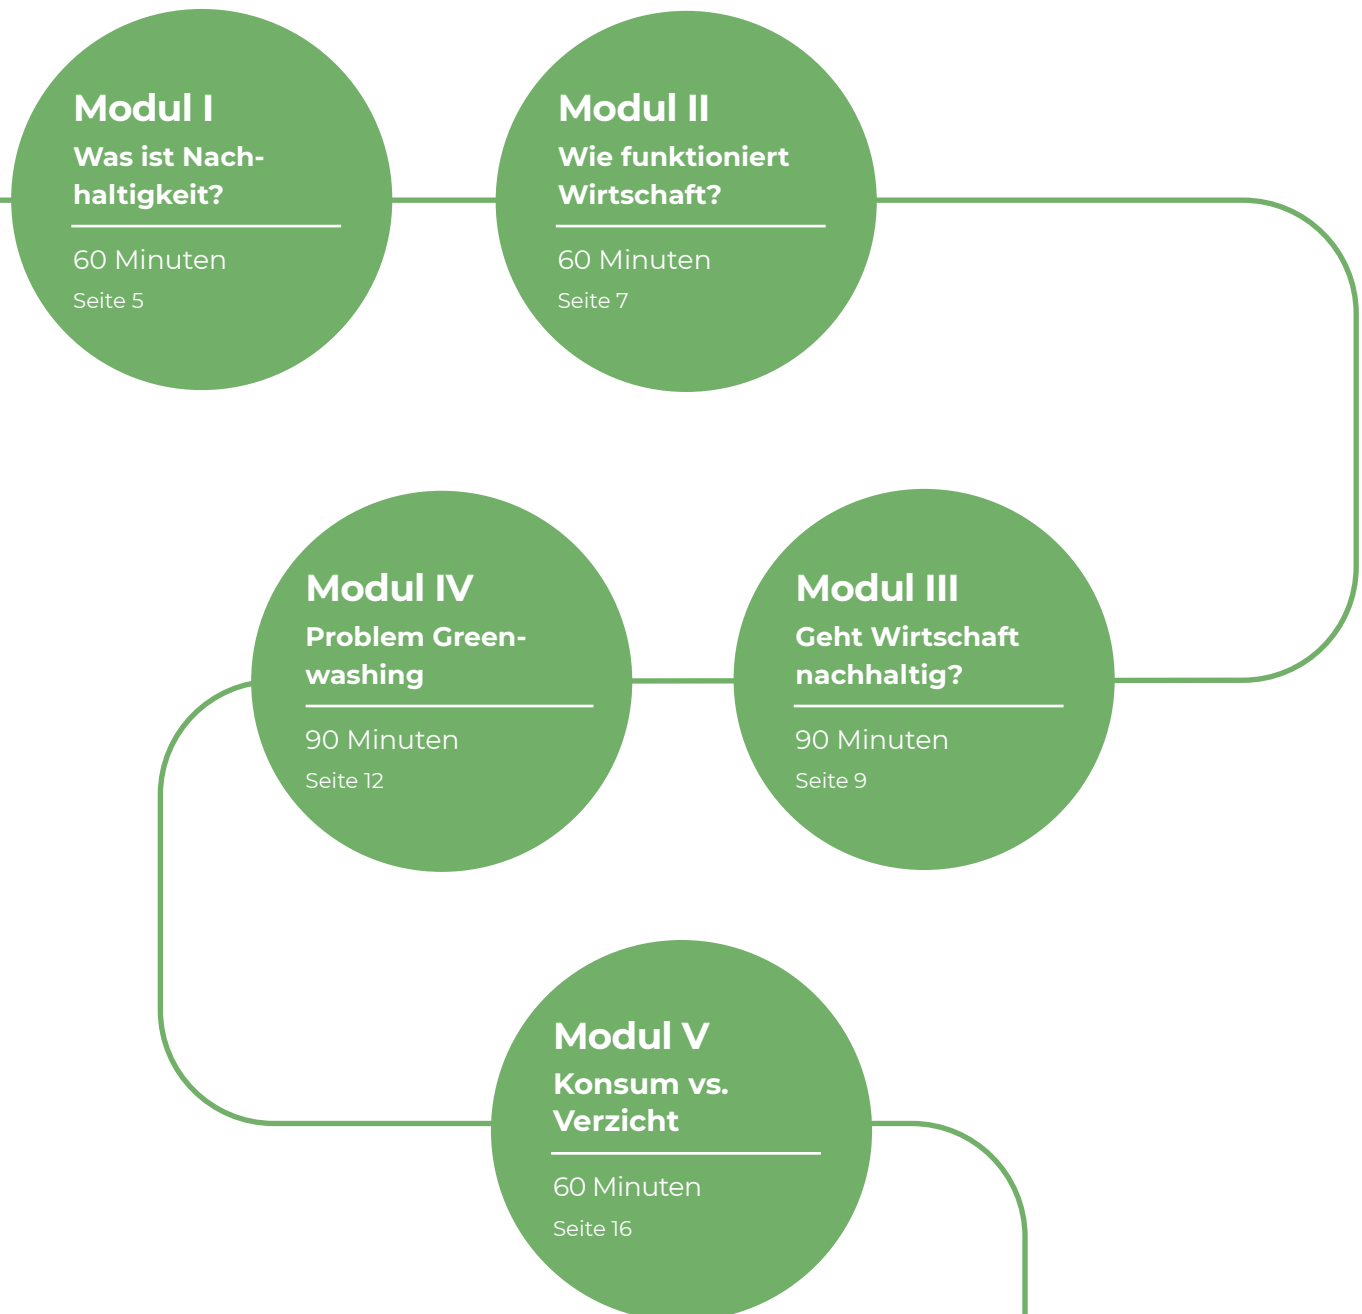 Modul I
Was ist Nach-
haltigkeit?
60 Minuten
Seite 5
Modul II
Wie funktioniert
Wirtschaft?
60 Minuten
Seite 7
Modul III
Geht Wirtschaft
nachhaltig?
90 Minuten
Seite 9
Modul IV
Problem Green-
washing
90 Minuten
Seite 12
Modul V
Konsum vs.
Verzicht
60 Minuten
Seite 16